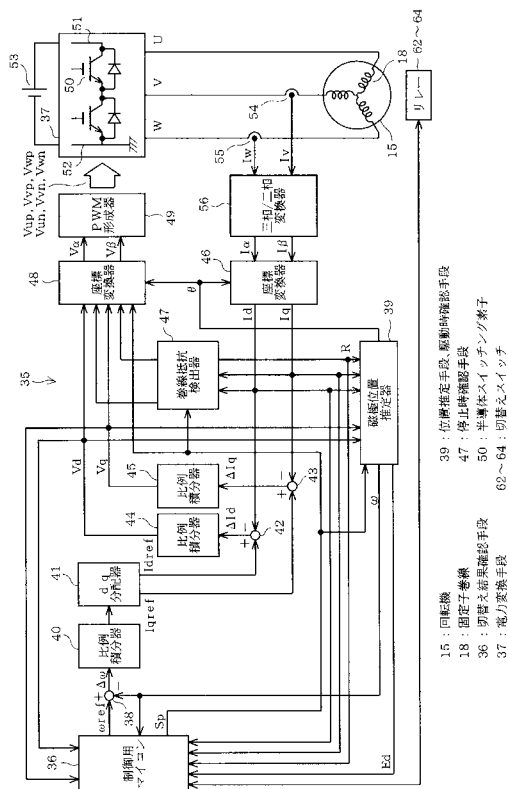 35
36
制御用
マイコン
ωref
+
Δω
−
38
Sp
40
比例
積分器
41
d q
分配器
Idref
Iqref
Vd
Vq
44
比例
積分器
45
比例
積分器
ΔId
ΔIq
+
−
42
+
−
43
47
巻線抵抗
検出器
48
座標
変換器
Vα
Vβ
49
PWM
形成器
Vup, Vvp, Vwp
Vun, Vvn, Vwn
θ
46
座標
変換器
Id
Iq
Iα
Iβ
56
三相/二相
変換器
Iw
Iv
55
54
37
52
50
51
53
W
V
U
18
15
リレー
62～64
R
39
磁極位置
推定器
ω
Ed
15 : 回転機
18 : 固定子巻線
36 : 切替え結果確認手段
37 : 電力変換手段
39 : 位置推定手段、駆動時確認手段
47 : 停止時確認手段
50 : 半導体スイッチング素子
62～64 : 切替えスイッチ